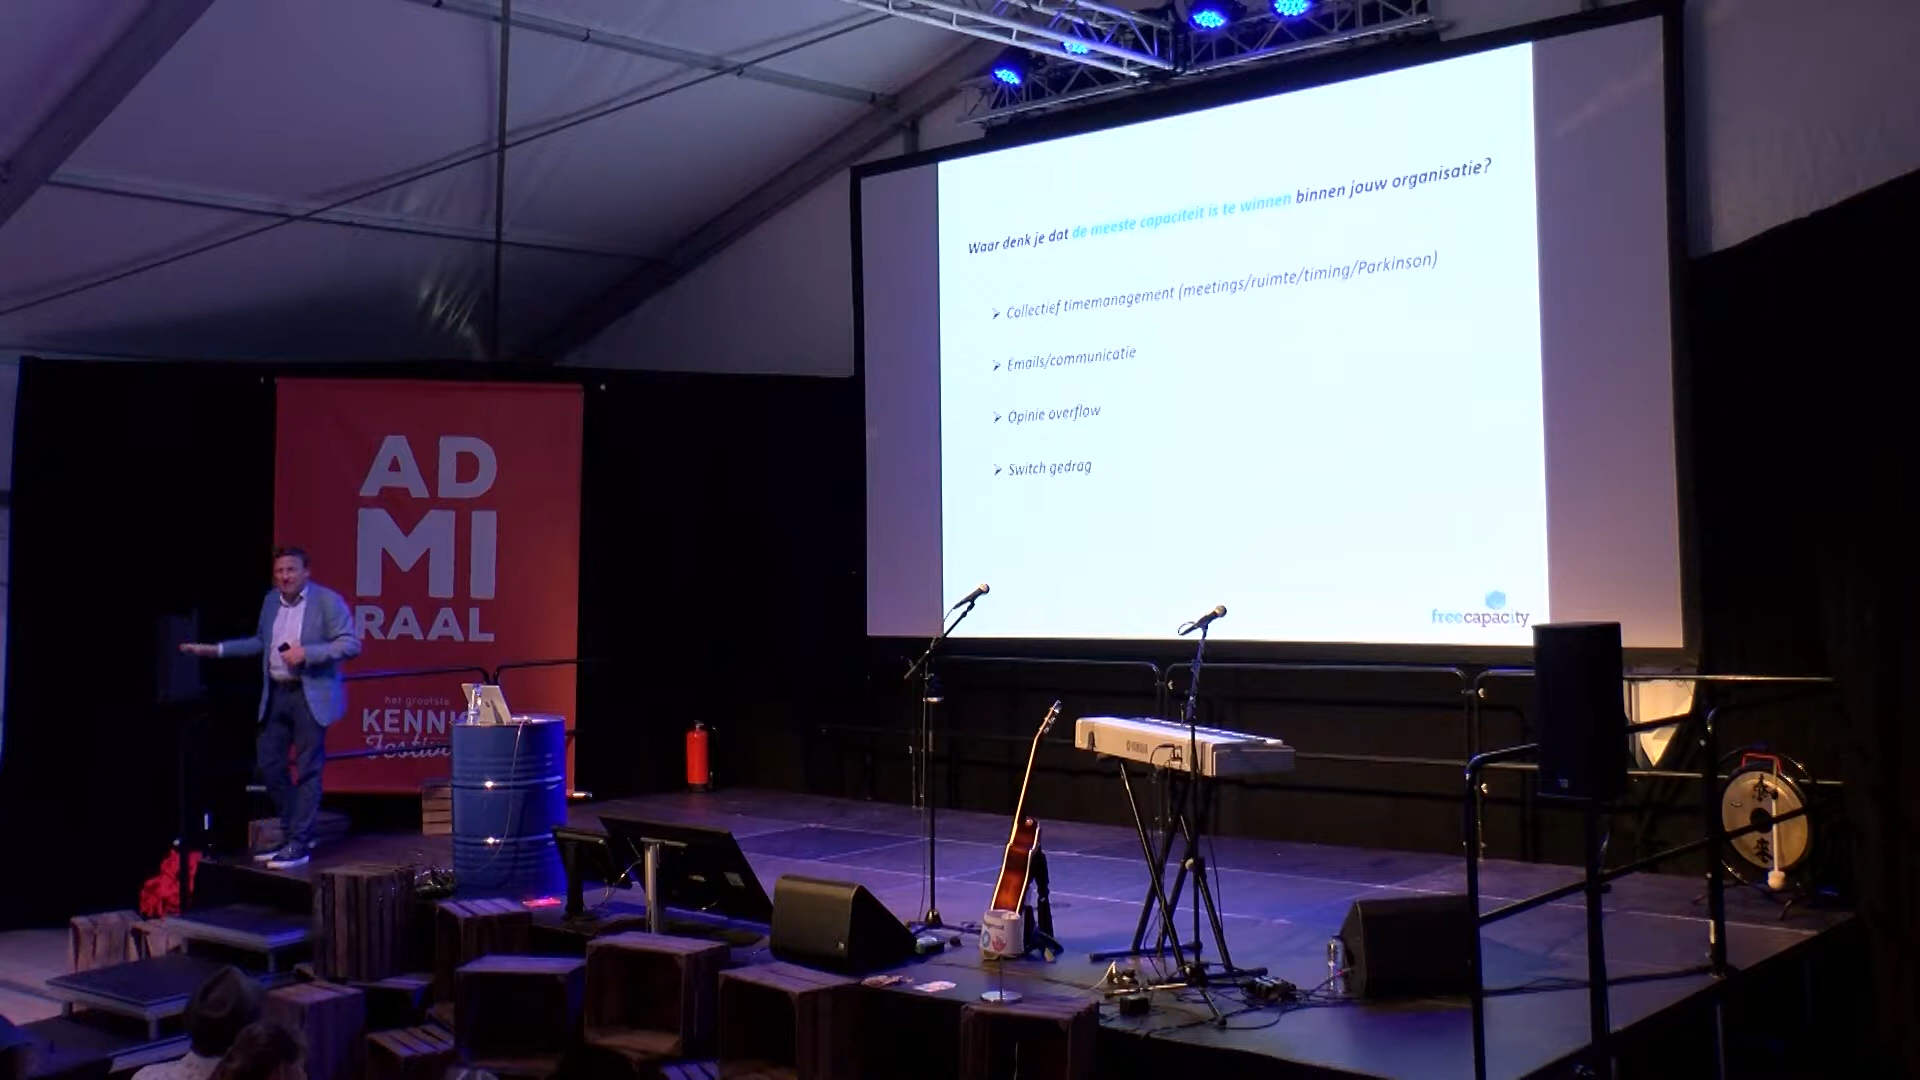 Waar denk je dat de meeste capaciteit is te winnen binnen jouw organisatie?
➢ Collectief timemanagement (meetings/ruimte/timing/Parkinson)
➢ Emails/communicatie
➢ Opinie overflow
➢ Switch gedrag
freecapacity
AD
MI
RAAL
het grootste
KENNI
YAMAHA